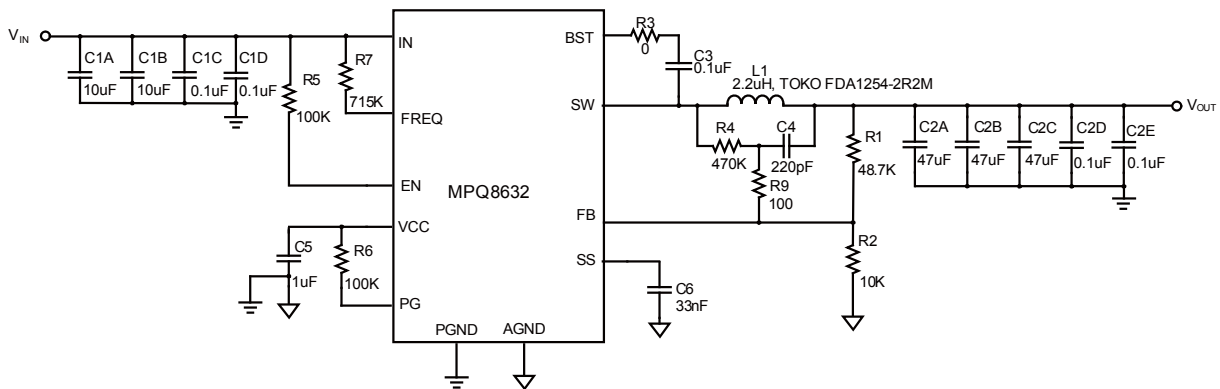 VIN
C1A
10uF
C1B
10uF
C1C
0.1uF
C1D
0.1uF
R5
100K
R7
715K
IN
FREQ
EN
VCC
PG
PGND
AGND
MPQ8632
BST
SW
FB
SS
C5
1uF
R6
100K
R3
0
C3
0.1uF
L1
2.2uH, TOKO FDA1254-2R2M
R4
470K
C4
220pF
R9
100
R1
48.7K
R2
10K
C6
33nF
C2A
47uF
C2B
47uF
C2C
47uF
C2D
0.1uF
C2E
0.1uF
VOUT